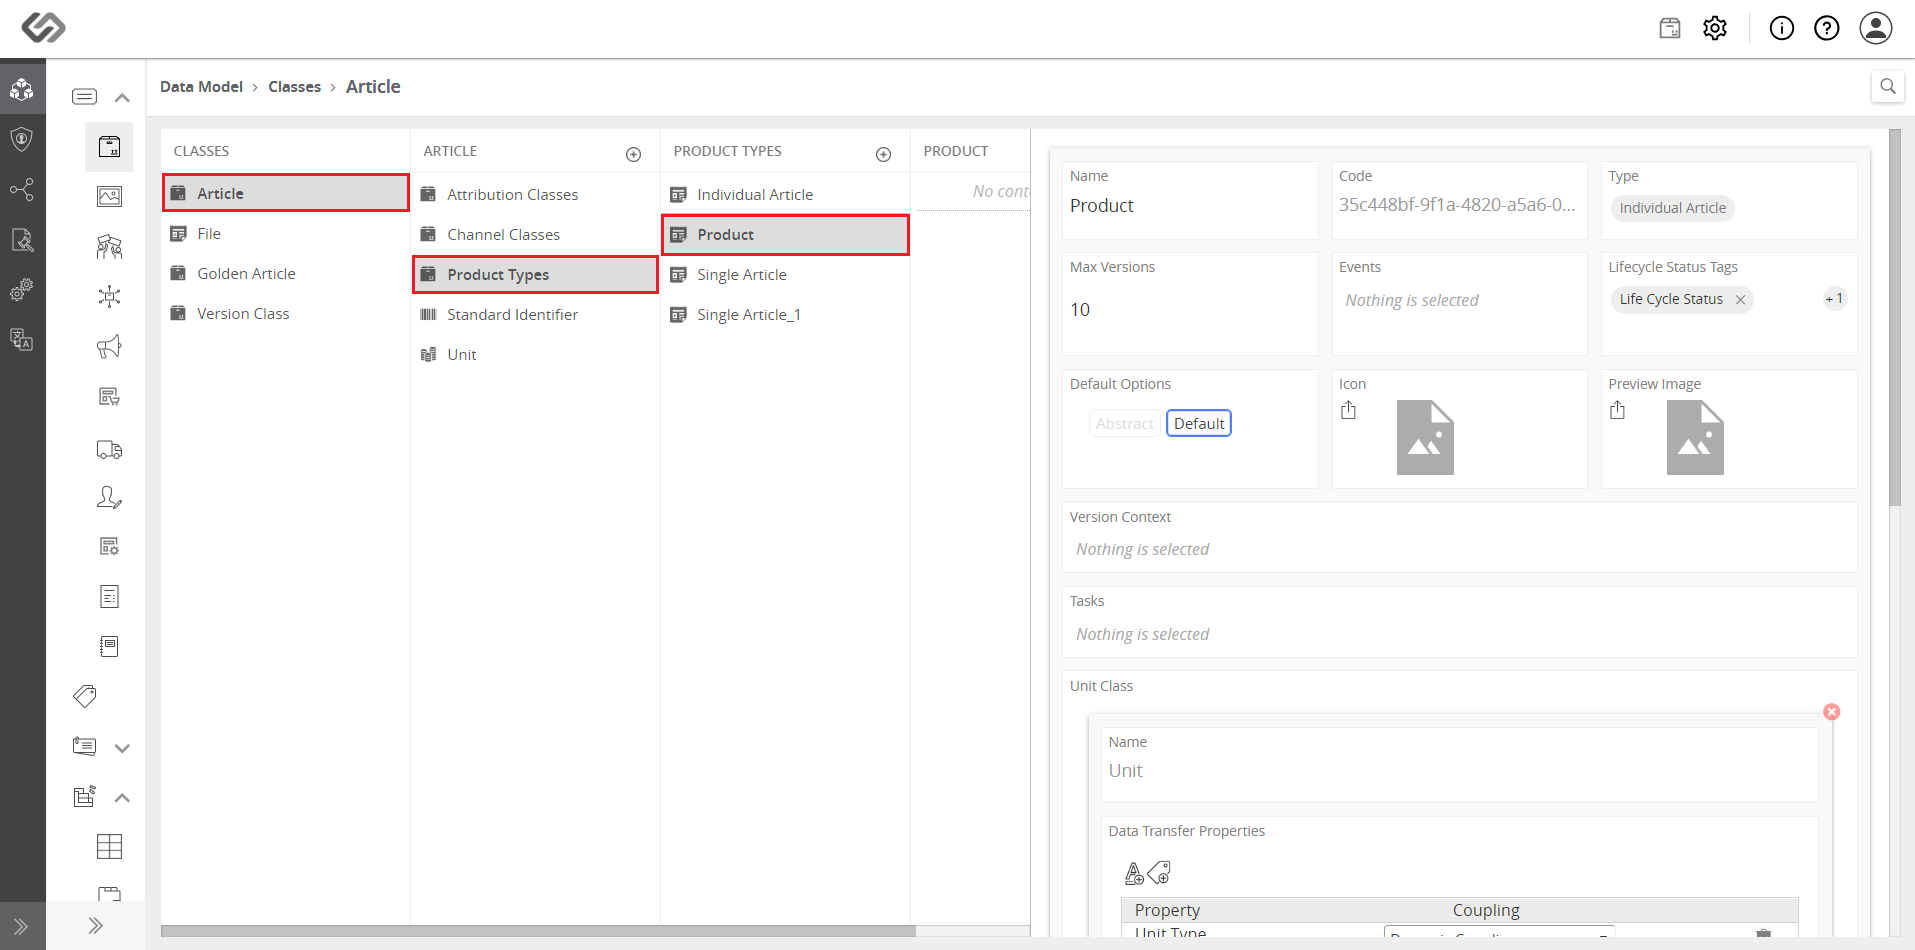 Data Model > Classes > Article
CLASSES
Article
File
Golden Article
Version Class
ARTICLE
Attribution Classes
Channel Classes
Product Types
Standard Identifier
Unit
PRODUCT TYPES
Individual Article
Product
Single Article
Single Article_1
PRODUCT
No cont
Name
Product
Code
35c448bf-9f1a-4820-a5a6-0...
Type
Individual Article
Max Versions
10
Events
Nothing is selected
Lifecycle Status Tags
Life Cycle Status
+1
Default Options
Abstract Default
Icon
Preview Image
Version Context
Nothing is selected
Tasks
Nothing is selected
Unit Class
Name
Unit
Data Transfer Properties
Property Coupling
Unit Type